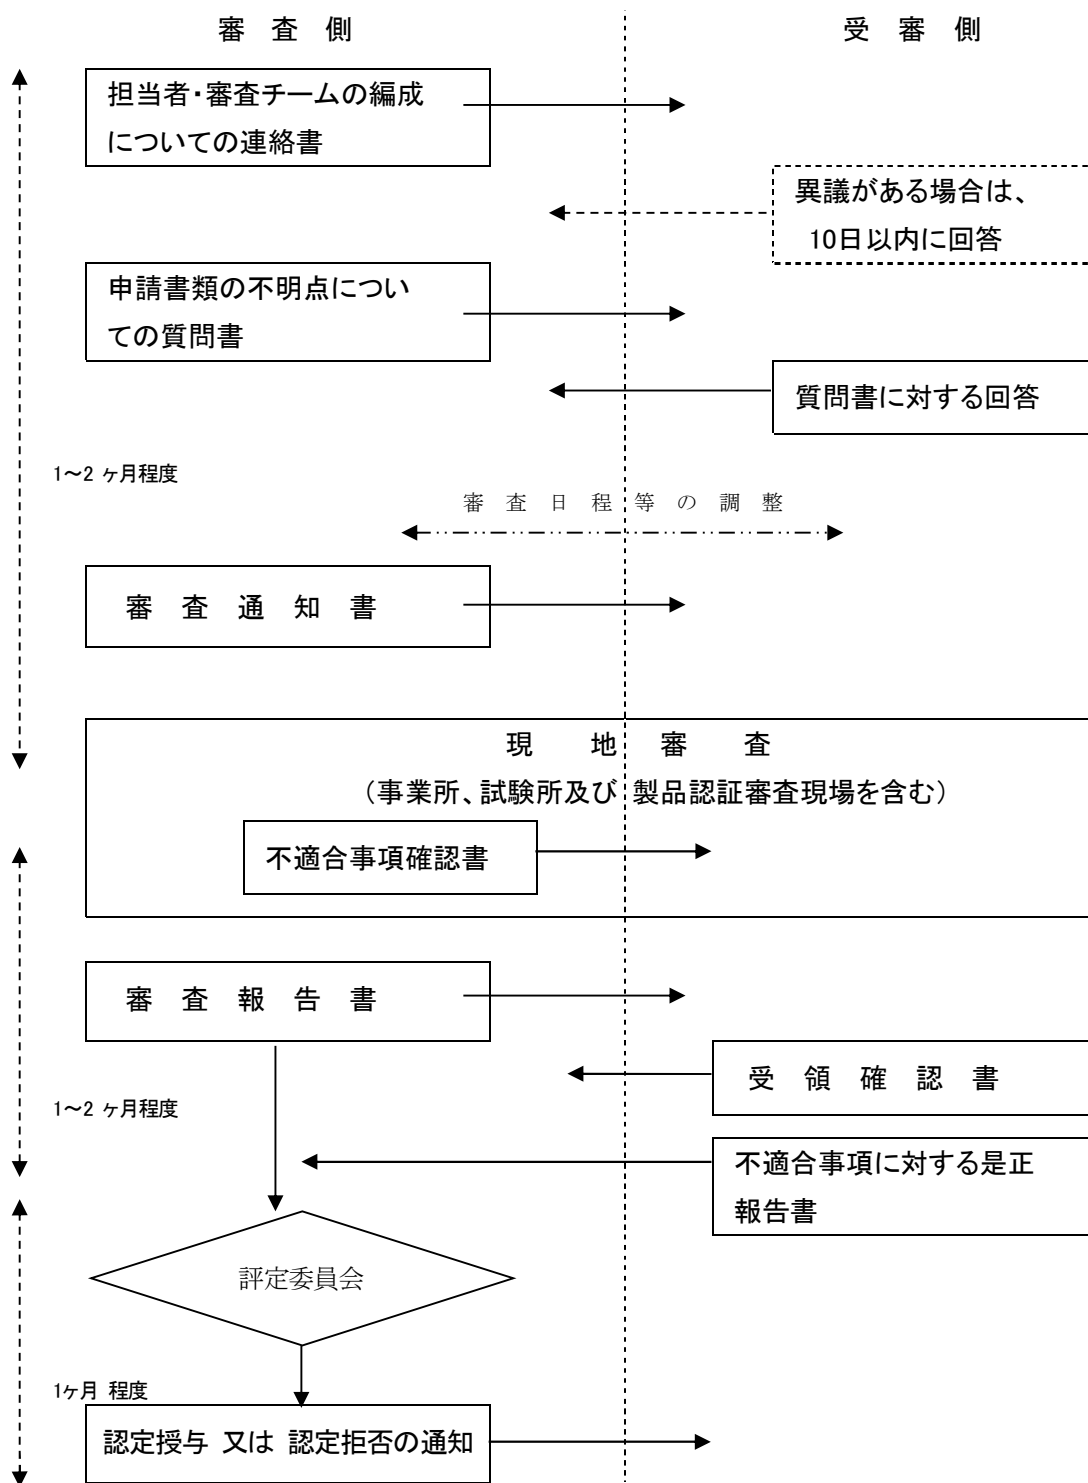 審 査 側
受 審 側
担当者・審査チームの編成
についての連絡書
異議がある場合は、
10日以内に回答
申請書類の不明点につい
ての質問書
質問書に対する回答
1～2 ヶ月程度
審 査 日 程 等 の 調 整
審 査 通 知 書
現 地 審 査
（事業所、試験所及び 製品認証審査現場を含む）
不適合事項確認書
審 査 報 告 書
受 領 確 認 書
1～2 ヶ月程度
不適合事項に対する是正
報告書
評定委員会
1ヶ月 程度
認定授与 又は 認定拒否の通知